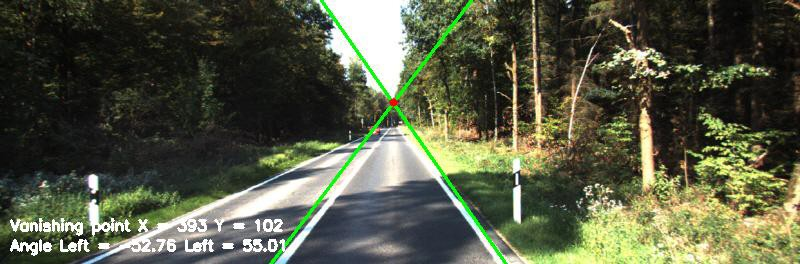 Vanishing point X = 393 Y = 102
Angle Left = -52.76 Left = 55.01